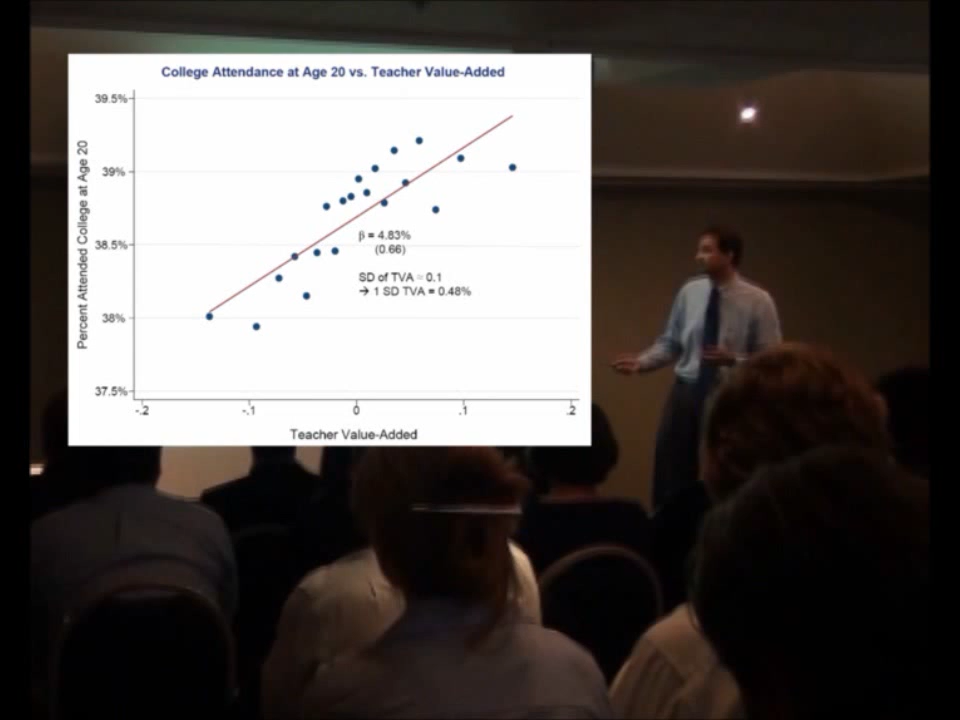 College Attendance at Age 20 vs. Teacher Value-Added
39.5%
39%
38.5%
38%
37.5%
Percent Attended College at Age 20
β = 4.83%
(0.66)
SD of TVA = 0.1
→ 1 SD TVA = 0.48%
-.2
-.1
0
.1
.2
Teacher Value-Added